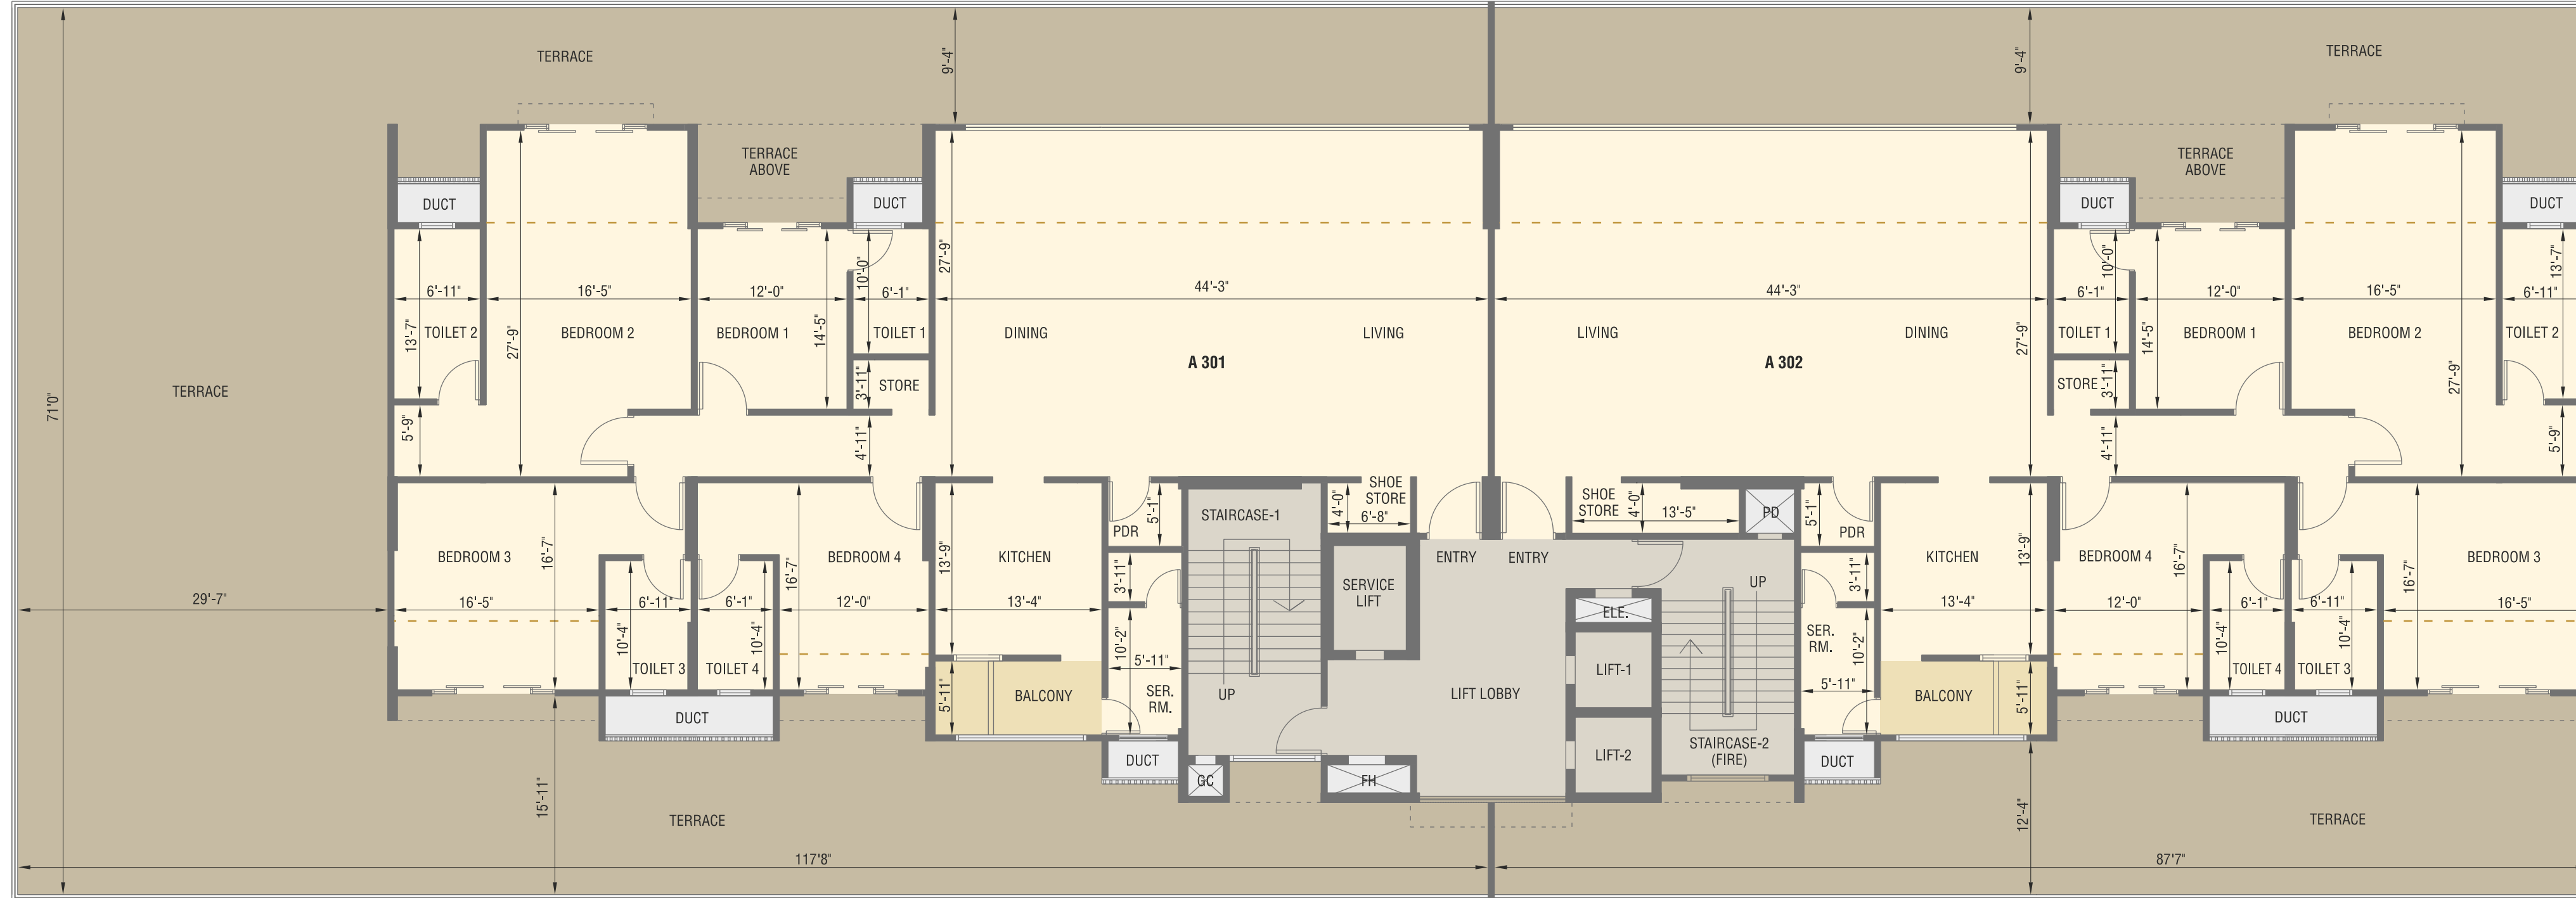 TERRACE
9'-4"
9'-4"
TERRACE
TERRACE
ABOVE
TERRACE
ABOVE
DUCT
DUCT
DUCT
DUCT
27'-9"
10'-0"
10'-0"
13'-7"
6'-11"
16'-5"
12'-0"
6'-1"
44'-3"
44'-3"
6'-1"
12'-0"
16'-5"
6'-11"
13'-7"
TOILET 2
27'-9"
BEDROOM 2
BEDROOM 1
14'-5"
TOILET 1
DINING
LIVING
LIVING
DINING
27'-9"
TOILET 1
14'-5"
BEDROOM 1
BEDROOM 2
TOILET 2
A 301
A 302
71'0"
TERRACE
3'-11"
STORE
STORE
3'-11"
27'-9"
5'-9"
4'-11"
4'-11"
5'-9"
STAIRCASE-1
4'-0"
SHOE
STORE
6'-8"
SHOE
STORE
4'-0"
13'-5"
PD
5'-1"
PDR
5'-1"
PDR
BEDROOM 3
16'-7"
16'-7"
BEDROOM 4
13'-9"
KITCHEN
3'-11"
ENTRY
ENTRY
SERVICE
LIFT
UP
3'-11"
KITCHEN
13'-9"
BEDROOM 4
16'-7"
16'-7"
BEDROOM 3
29'-7"
16'-5"
6'-11"
6'-1"
12'-0"
13'-4"
ELE.
13'-4"
12'-0"
6'-1"
6'-11"
16'-5"
10'-4"
10'-4"
10'-2"
5'-11"
SER.
RM.
10'-2"
5'-11"
10'-4"
10'-4"
TOILET 3
TOILET 4
LIFT-1
TOILET 4
TOILET 3
5'-11"
BALCONY
SER.
RM.
UP
LIFT LOBBY
BALCONY
5'-11"
DUCT
DUCT
STAIRCASE-2
(FIRE)
LIFT-2
DUCT
DUCT
GC
FH
15'-11"
12'-4"
TERRACE
TERRACE
117'8"
87'7"